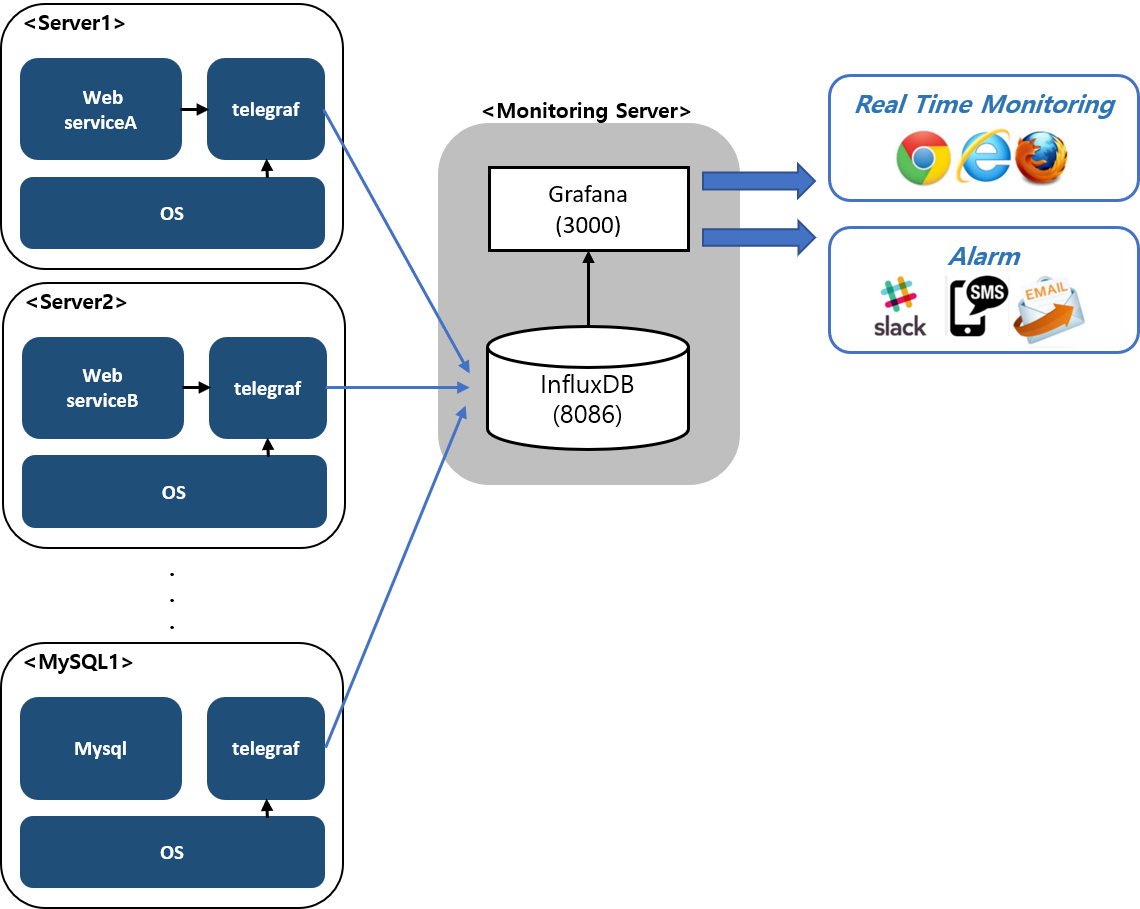 <Server1>
Web
serviceA
telegraf
OS
<Server2>
Web
serviceB
telegraf
OS
.
.
.
<MySQL1>
Mysql
telegraf
OS
<Monitoring Server>
Grafana
(3000)
InfluxDB
(8086)
Real Time Monitoring
Alarm
slack
SMS
EMAIL